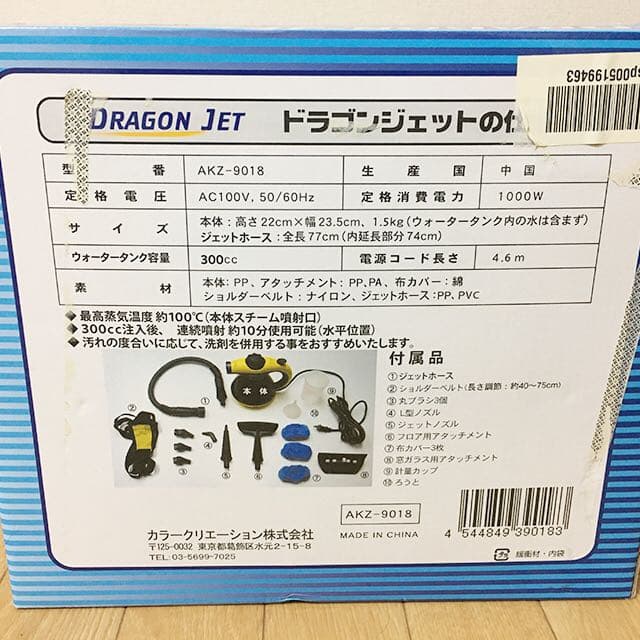 sp0005199463
DRAGON JET ドラゴンジェットの仕
型番 AKZ-9018 生産国 中国
定格電圧 AC100V, 50/60Hz 定格消費電力 1000W
サイズ 本体：高さ22cm×幅23.5cm、1.5kg(ウォータータンク内の水は含まず)
ジェットホース：全長77cm(内延長部分74cm)
ウォータータンク容量 300cc 電源コード長さ 4.6m
素材 本体：PP、アタッチメント：PP,PA、布カバー：綿
ショルダーベルト：ナイロン、ジェットホース：PP、PVC
◆最高蒸気温度 約100℃(本体スチーム噴射口)
◆300cc注入後、連続噴射 約10分使用可能(水平位置)
◆汚れの度合いに応じて、洗剤を併用する事をおすすめいたします。
付属品
①ジェットホース
②ショルダーベルト(長さ調節：約40〜75cm)
③丸ブラシ3個
④L型ノズル
⑤ジェットノズル
⑥フロア用アタッチメント
⑦布カバー3枚
⑧窓ガラス用アタッチメント
⑨計量カップ
⑩ろうと
本体
① ② ③ ④ ⑤ ⑥ ⑦ ⑧ ⑨ ⑩
カラークリエーション株式会社
〒125-0032 東京都葛飾区水元2-15-8
TEL: 03-5699-7025
AKZ-9018
MADE IN CHINA
4 544849 390183
緩衝材・内袋